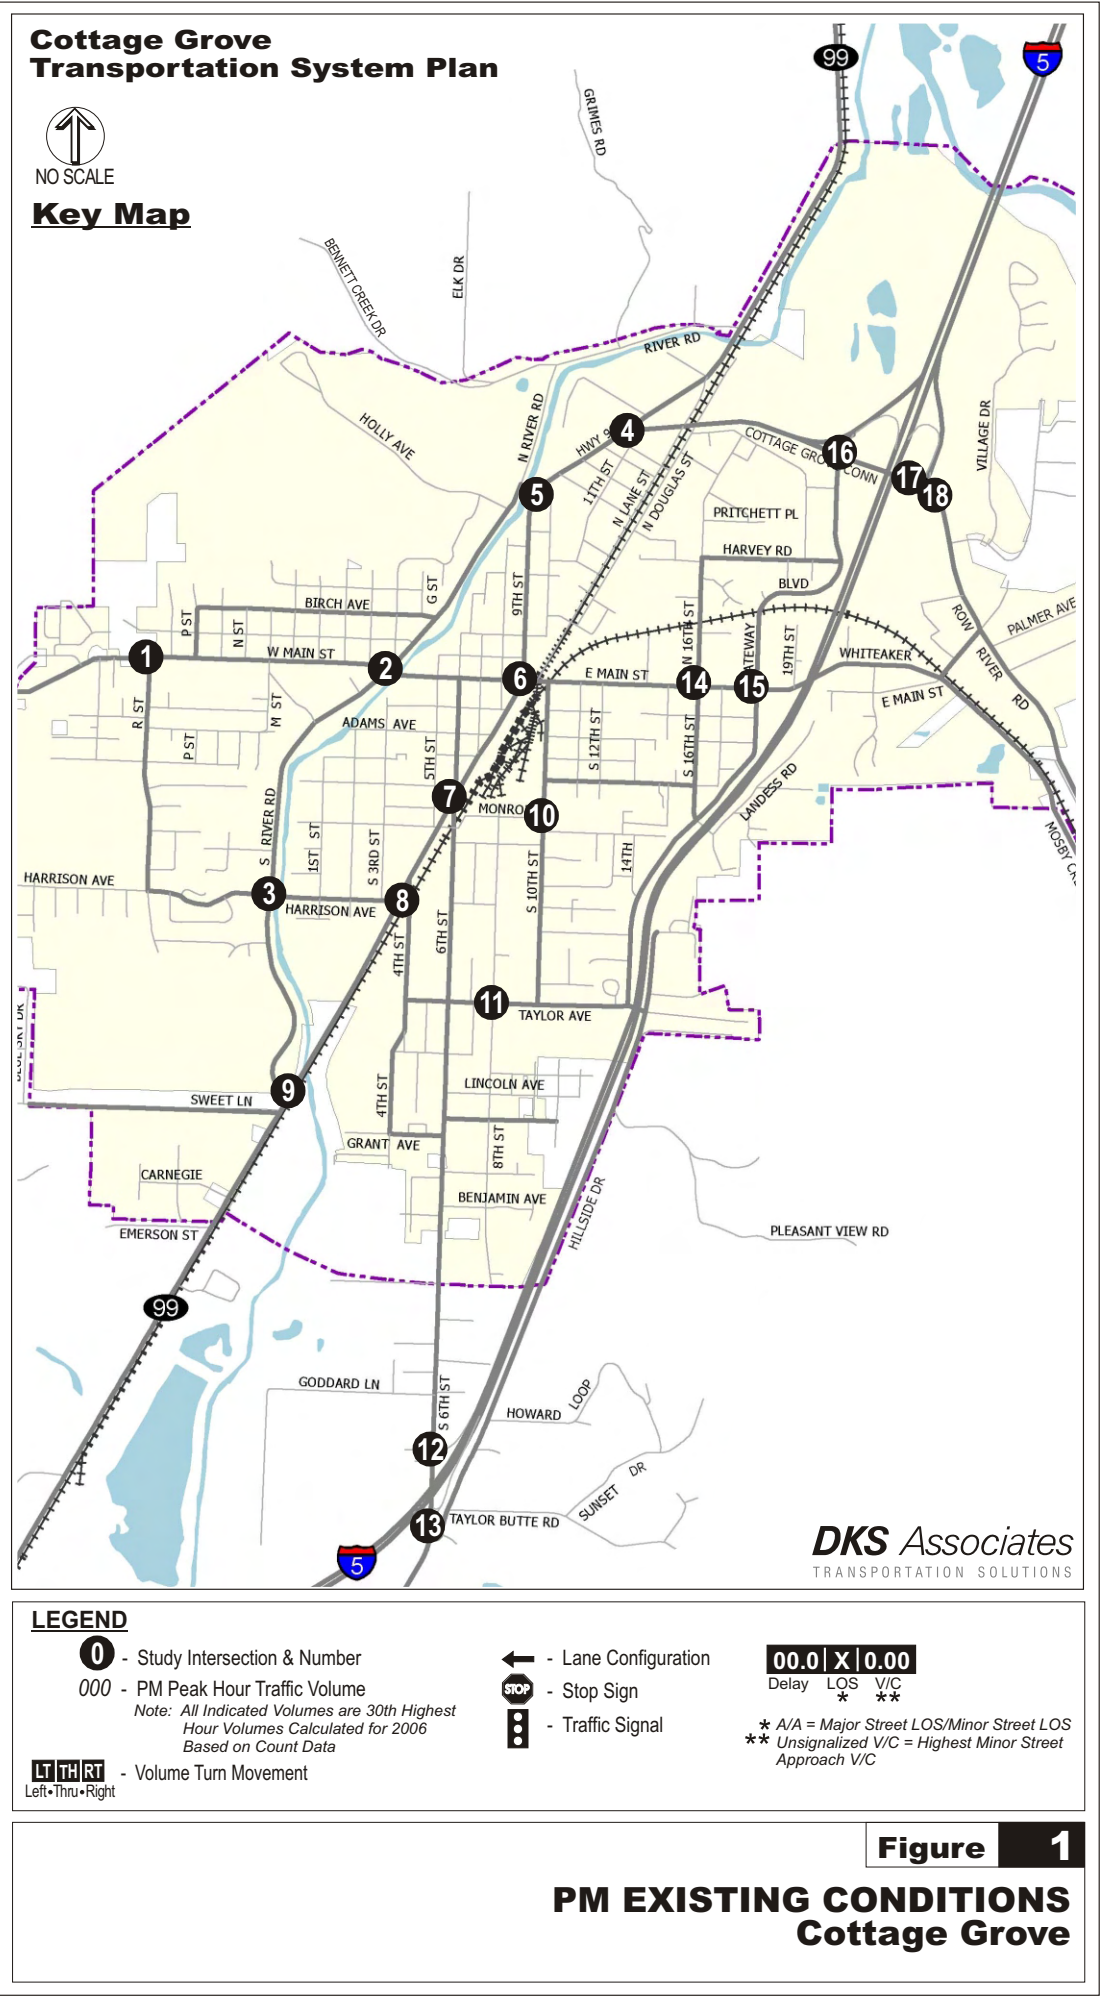 Cottage Grove
Transportation System Plan
NO SCALE
Key Map
99
5
GRIMES RD
BENNETT CREEK DR
ELK DR
RIVER RD
N RIVER RD
HOLLY AVE
HWY 9
4
COTTAGE GRO
CONN
16
17
18
VILLAGE DR
5
11TH ST
N LANE ST
N DOUGLAS ST
PRITCHETT PL
HARVEY RD
BLVD
G ST
9TH ST
BIRCH AVE
P ST
N ST
N 16TH ST
19TH ST
ROW
RIVER
RD
PALMER AVE
1
W MAIN ST
2
6
E MAIN ST
14
15
WHITEAKER
E MAIN ST
R ST
M ST
P ST
ADAMS AVE
5TH ST
S 12TH ST
S 16TH ST
LANDESS RD
7
MONRO
10
S RIVER RD
1ST ST
S 3RD ST
14TH
S 10TH ST
HARRISON AVE
3
HARRISON AVE
8
4TH ST
6TH ST
11
TAYLOR AVE
9
SWEET LN
LINCOLN AVE
4TH ST
GRANT AVE
8TH ST
CARNEGIE
BENJAMIN AVE
HILLSIDE DR
EMERSON ST
PLEASANT VIEW RD
99
GODDARD LN
S 6TH ST
HOWARD
LOOP
12
SUNSET DR
13
TAYLOR BUTTE RD
5
DKS Associates
TRANSPORTATION SOLUTIONS
LEGEND
0 - Study Intersection & Number
000 - PM Peak Hour Traffic Volume
Note: All Indicated Volumes are 30th Highest
Hour Volumes Calculated for 2006
Based on Count Data
LT TH RT - Volume Turn Movement
Left•Thru•Right
- Lane Configuration
STOP - Stop Sign
- Traffic Signal
00.0 X 0.00
Delay LOS V/C
* **
* A/A = Major Street LOS/Minor Street LOS
** Unsignalized V/C = Highest Minor Street
Approach V/C
Figure 1
PM EXISTING CONDITIONS
Cottage Grove